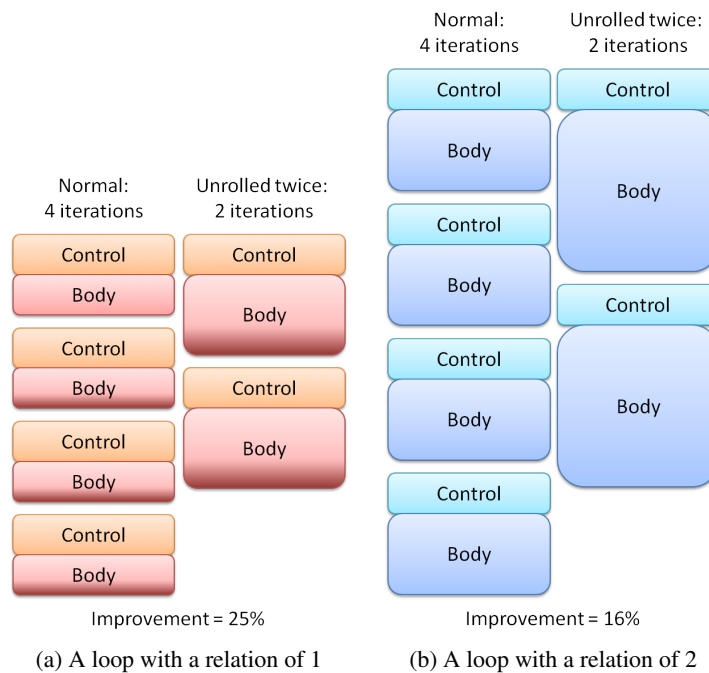 Normal:
4 iterations
Unrolled twice:
2 iterations
Control
Body
Control
Body
Control
Body
Control
Body
Control
Body
Control
Body
Improvement = 25%
(a) A loop with a relation of 1
Normal:
4 iterations
Unrolled twice:
2 iterations
Control
Body
Control
Body
Control
Body
Control
Body
Control
Body
Control
Body
Improvement = 16%
(b) A loop with a relation of 2